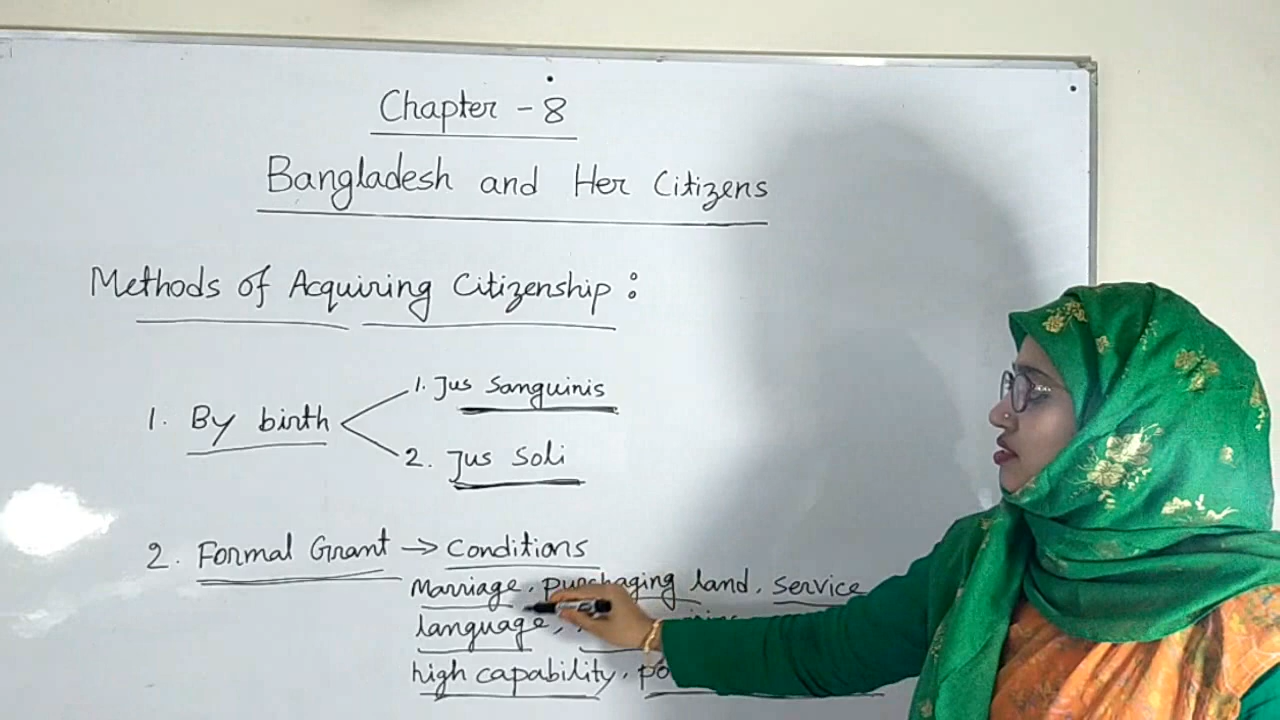 Chapter - 8
Bangladesh and Her Citizens
Methods of Acquiring Citizenship :
1. By birth
1. Jus Sanguinis
2. Jus Soli
2. Formal Grant → Conditions
Marriage, purchaging land, service
language,
high capability,